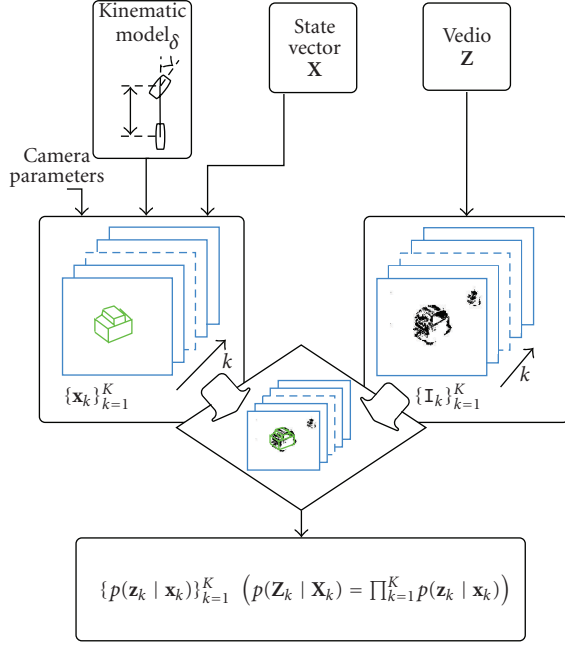 Kinematic
model
δ
State
vector
X
Vedio
Z
Camera
parameters
k
{x_k}_{k=1}^K
k
{I_k}_{k=1}^K
{p(z_k | x_k)}_{k=1}^K (p(Z_k | X_k) = ∏_{k=1}^K p(z_k | x_k))